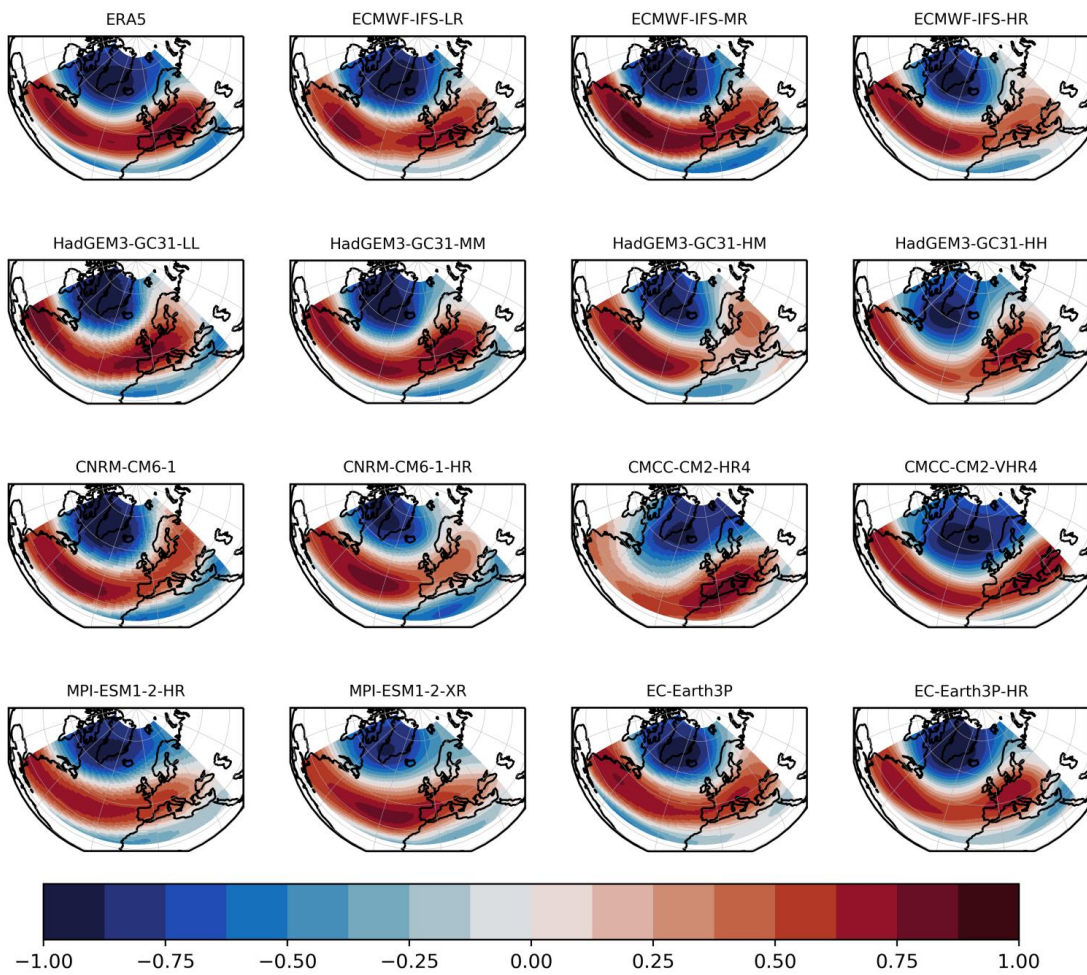 ERA5 ECMWF-IFS-LR ECMWF-IFS-MR ECMWF-IFS-HR
HadGEM3-GC31-LL HadGEM3-GC31-MM HadGEM3-GC31-HM HadGEM3-GC31-HH
CNRM-CM6-1 CNRM-CM6-1-HR CMCC-CM2-HR4 CMCC-CM2-VHR4
MPI-ESM1-2-HR MPI-ESM1-2-XR EC-Earth3P EC-Earth3P-HR
−1.00 −0.75 −0.50 −0.25 0.00 0.25 0.50 0.75 1.00